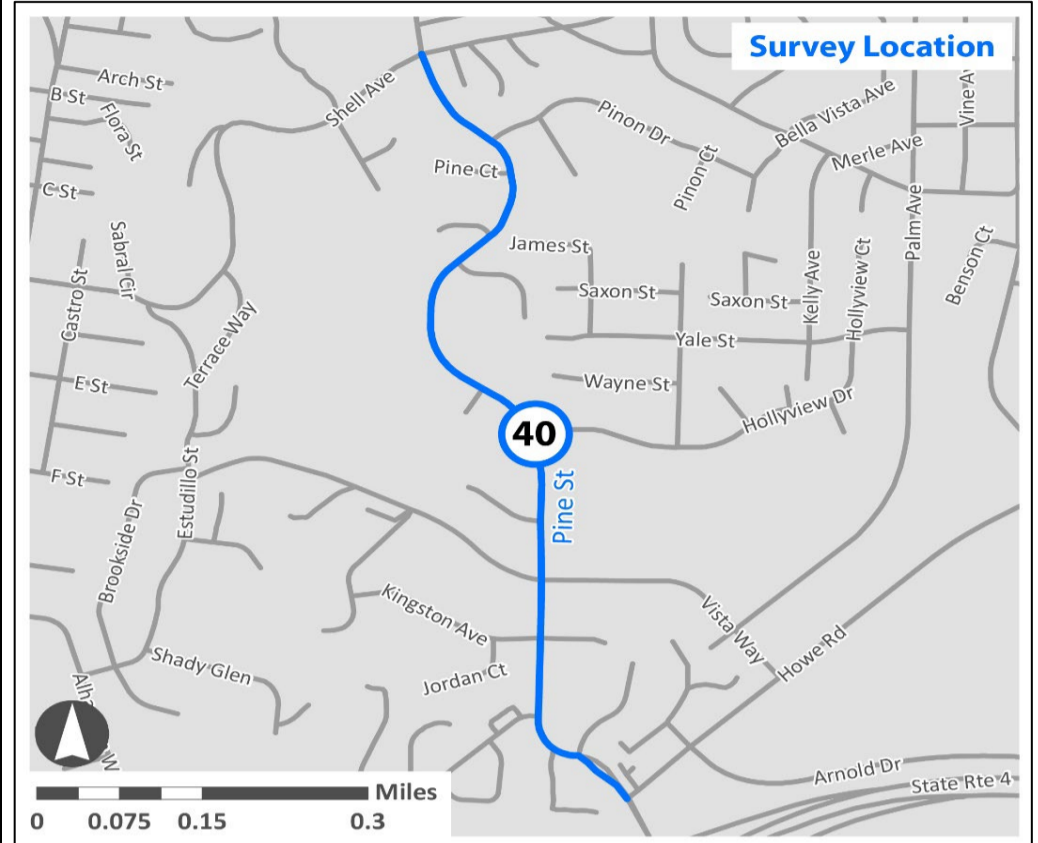 Survey Location
Arch St
B St
Flora St
Shell Ave
Pinon Dr
Bella Vista Ave
Vine A
Merle Ave
Pine Ct
Pinon Ct
C St
Palm Ave
Sabral Cir
James St
Kelly Ave
Hollyview Ct
Benson Ct
Castro St
Saxon St
Saxon St
Terrace Way
Yale St
E St
Wayne St
Hollyview Dr
40
F St
Estudillo St
Pine St
Brookside Dr
Kingston Ave
Vista Way
Howe Rd
Shady Glen
Jordan Ct
Alh
W
Arnold Dr
State Rte 4
Miles
0 0.075 0.15 0.3